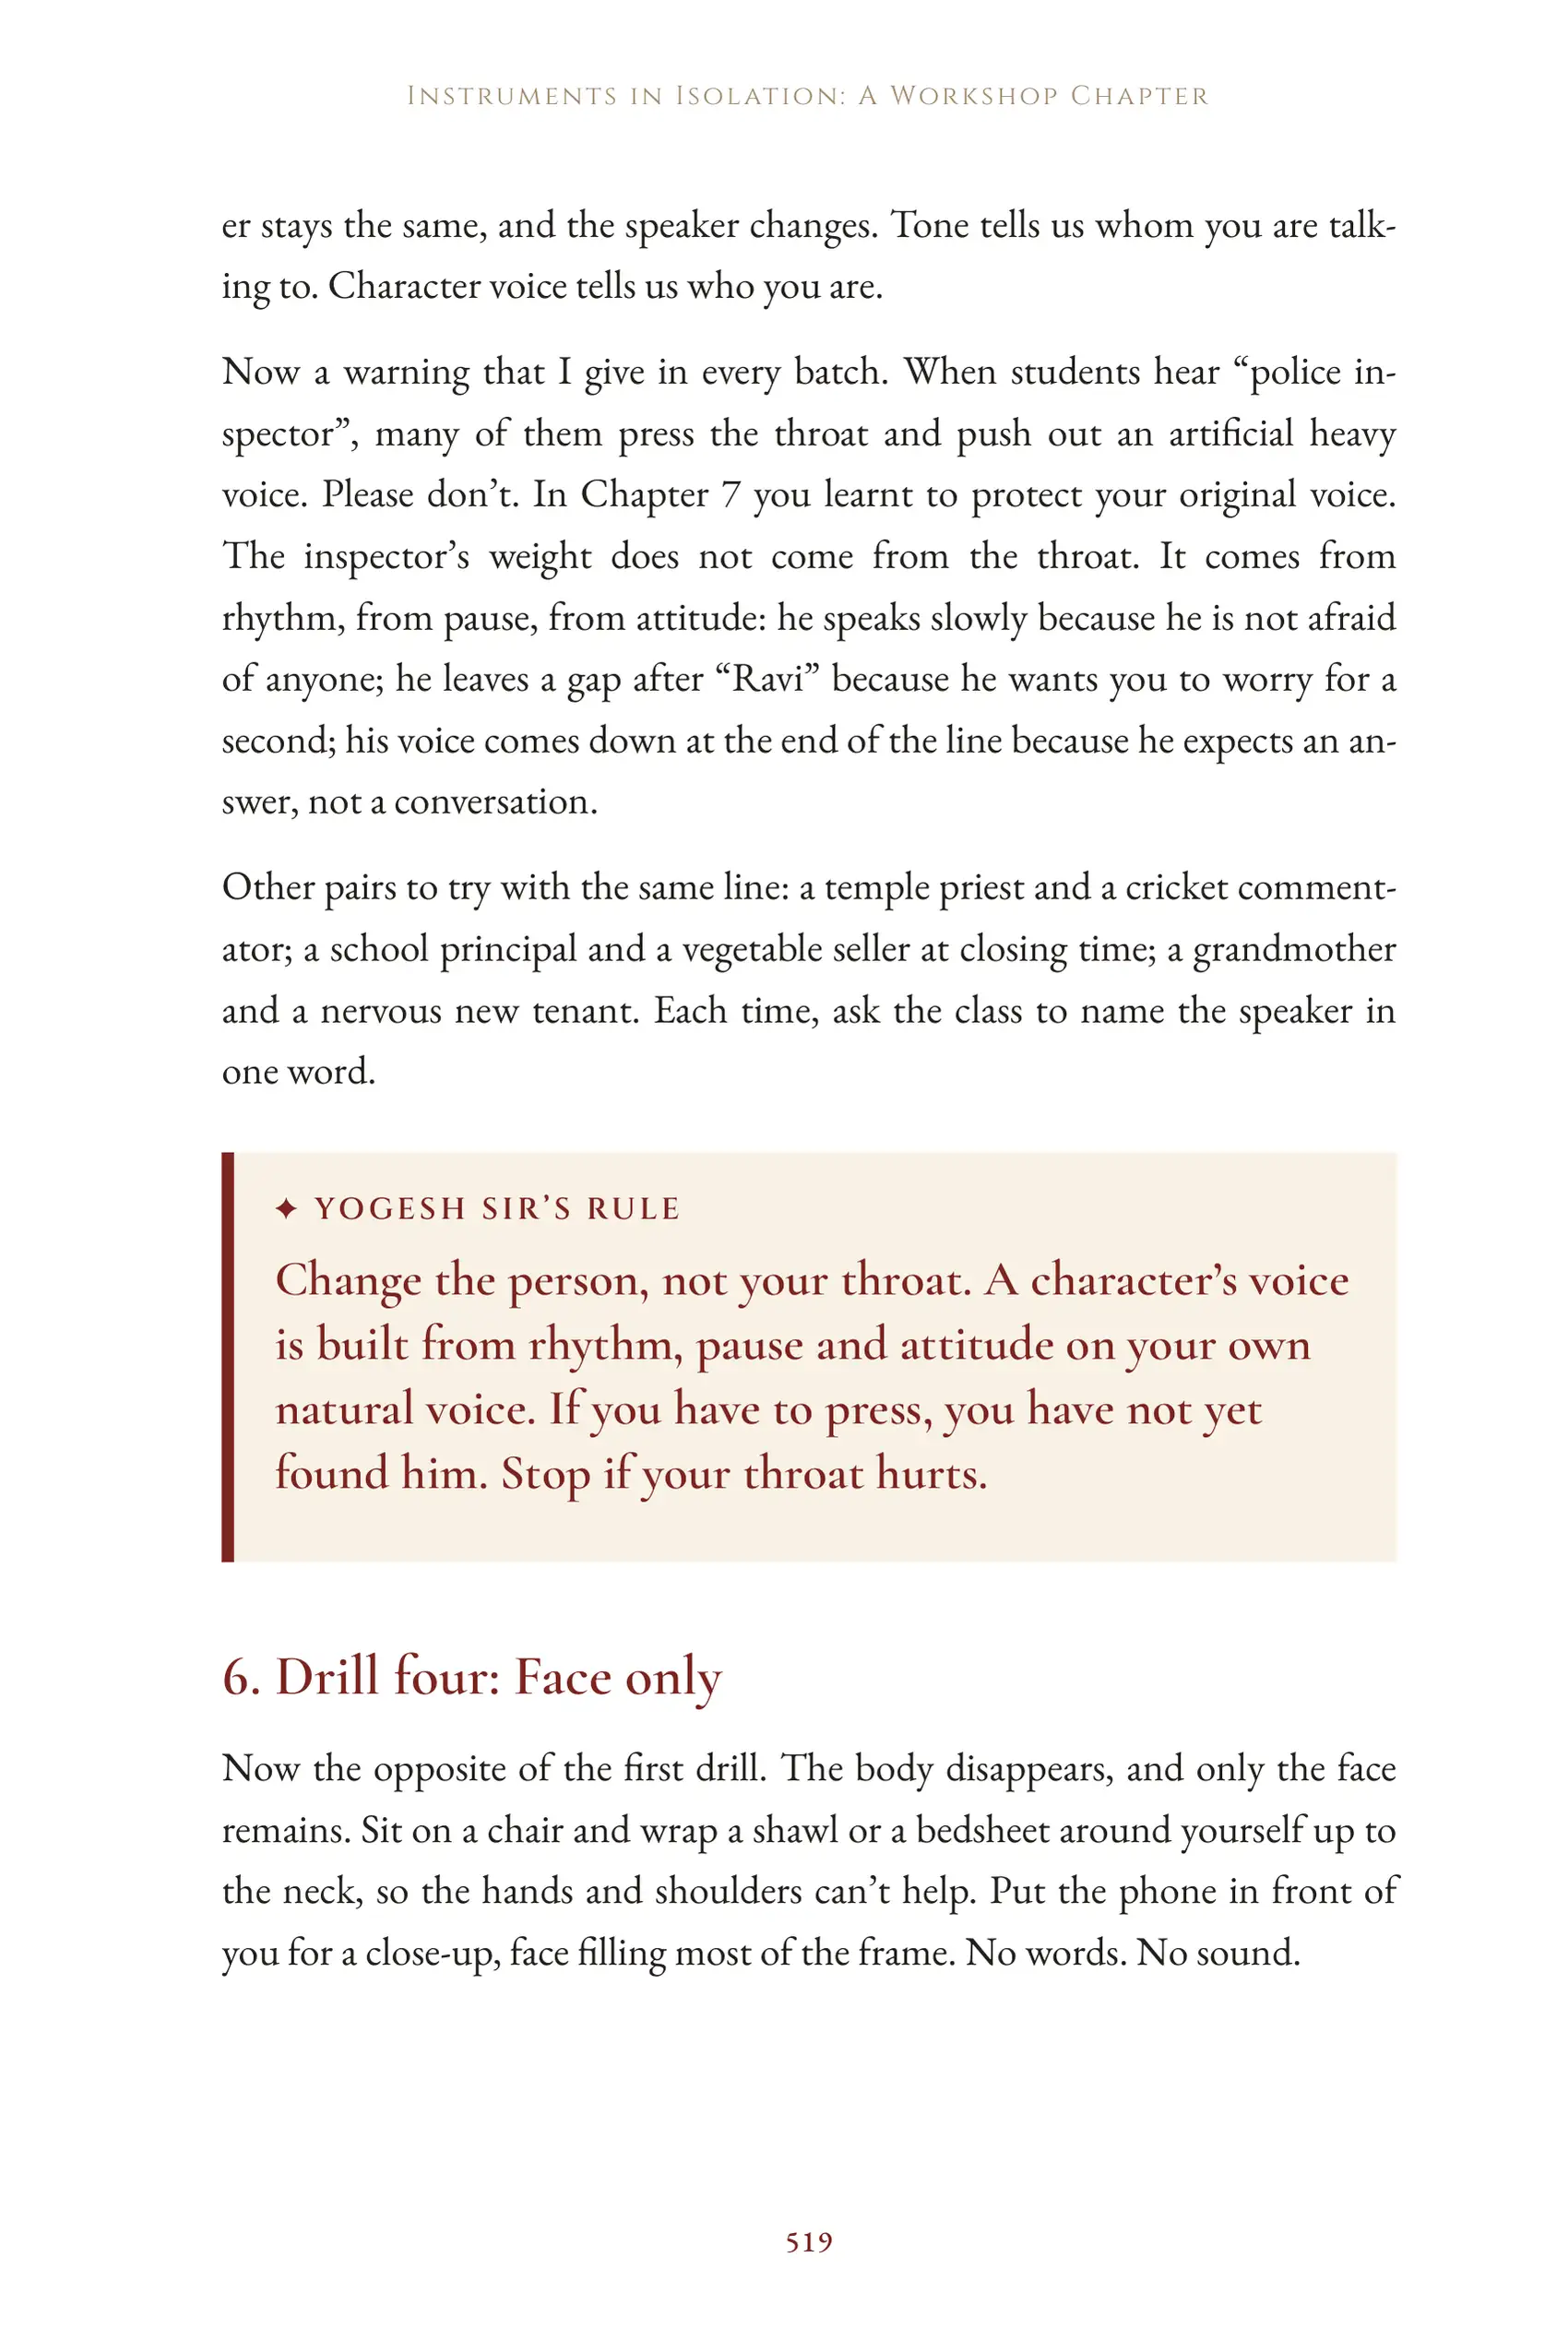 Instruments in Isolation: A Workshop Chapter
er stays the same, and the speaker changes. Tone tells us whom you are talk-
ing to. Character voice tells us who you are.
Now a warning that I give in every batch. When students hear “police in-
spector”, many of them press the throat and push out an artificial heavy
voice. Please don’t. In Chapter 7 you learnt to protect your original voice.
The inspector’s weight does not come from the throat. It comes from
rhythm, from pause, from attitude: he speaks slowly because he is not afraid
of anyone; he leaves a gap after “Ravi” because he wants you to worry for a
second; his voice comes down at the end of the line because he expects an an-
swer, not a conversation.
Other pairs to try with the same line: a temple priest and a cricket comment-
ator; a school principal and a vegetable seller at closing time; a grandmother
and a nervous new tenant. Each time, ask the class to name the speaker in
one word.
✦ YOGESH SIR’S RULE
Change the person, not your throat. A character’s voice
is built from rhythm, pause and attitude on your own
natural voice. If you have to press, you have not yet
found him. Stop if your throat hurts.
6. Drill four: Face only
Now the opposite of the first drill. The body disappears, and only the face
remains. Sit on a chair and wrap a shawl or a bedsheet around yourself up to
the neck, so the hands and shoulders can’t help. Put the phone in front of
you for a close-up, face filling most of the frame. No words. No sound.
519